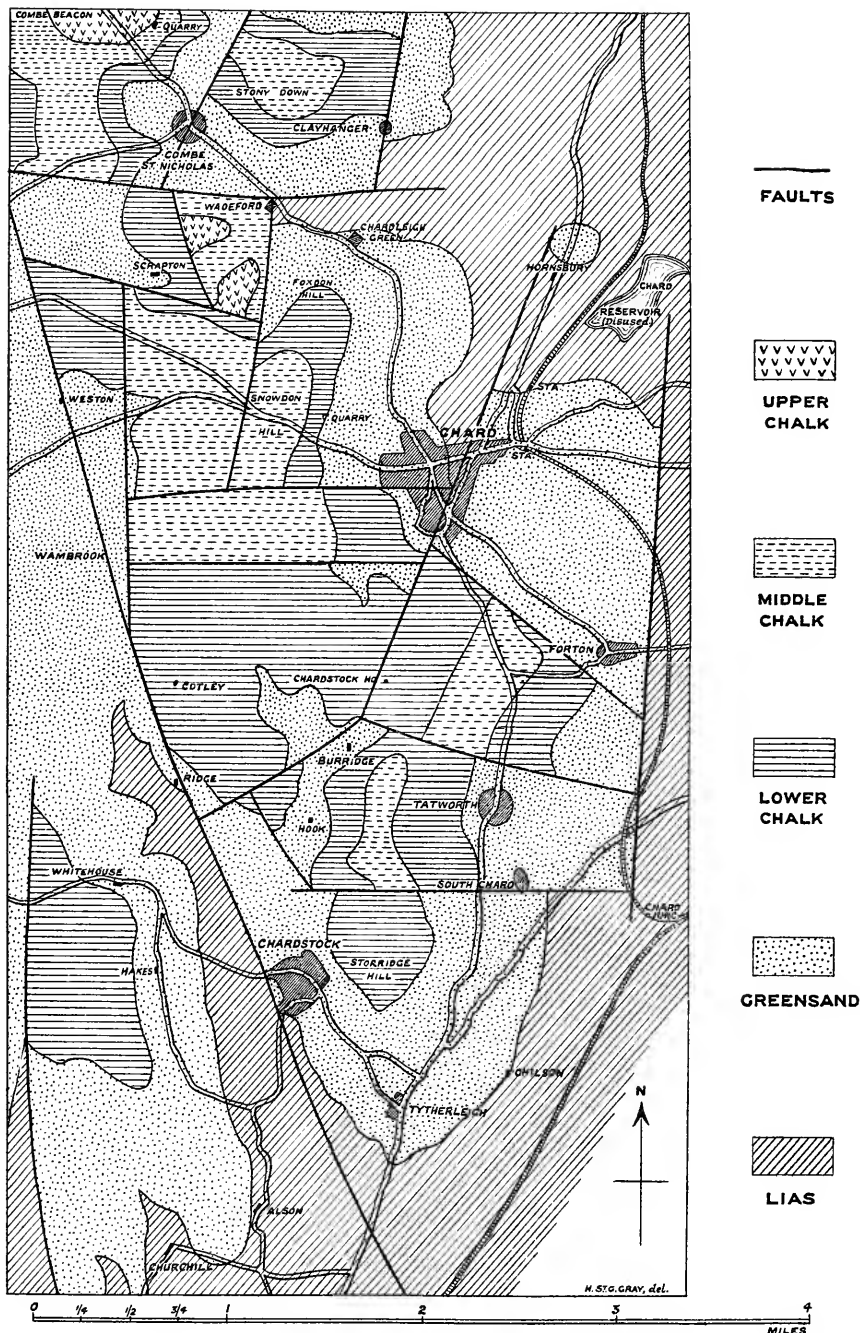 COMBE BEACON
QUARRY
STONY DOWN
CLAYHANGER
COMBE
ST NICHOLAS
WADEFORD
CHARDLEIGH
GREEN
SCRAPTON
FOXDON
HILL
HORNSBURY
CHARD
RESERVOIR
(Disused)
WESTON
SNOWDON
HILL
QUARRY
STA
CHARD
STA
WAMBROOK
FORTON
COTLEY
CHARDSTOCK HO
BURRIDGE
RIDGE
TATWORTH
HOOK
WHITEHOUSE
SOUTH CHARD
CHARD
JUNC
CHARDSTOCK
STORRIDGE
HILL
HAKES
CHILSON
TYTHERLEIGH
ALSON
CHURCHILL
N
H. ST. G. GRAY, del.
0 1/4 1/2 3/4 1 2 3 4
MILES
FAULTS
UPPER
CHALK
MIDDLE
CHALK
LOWER
CHALK
GREENSAND
LIAS